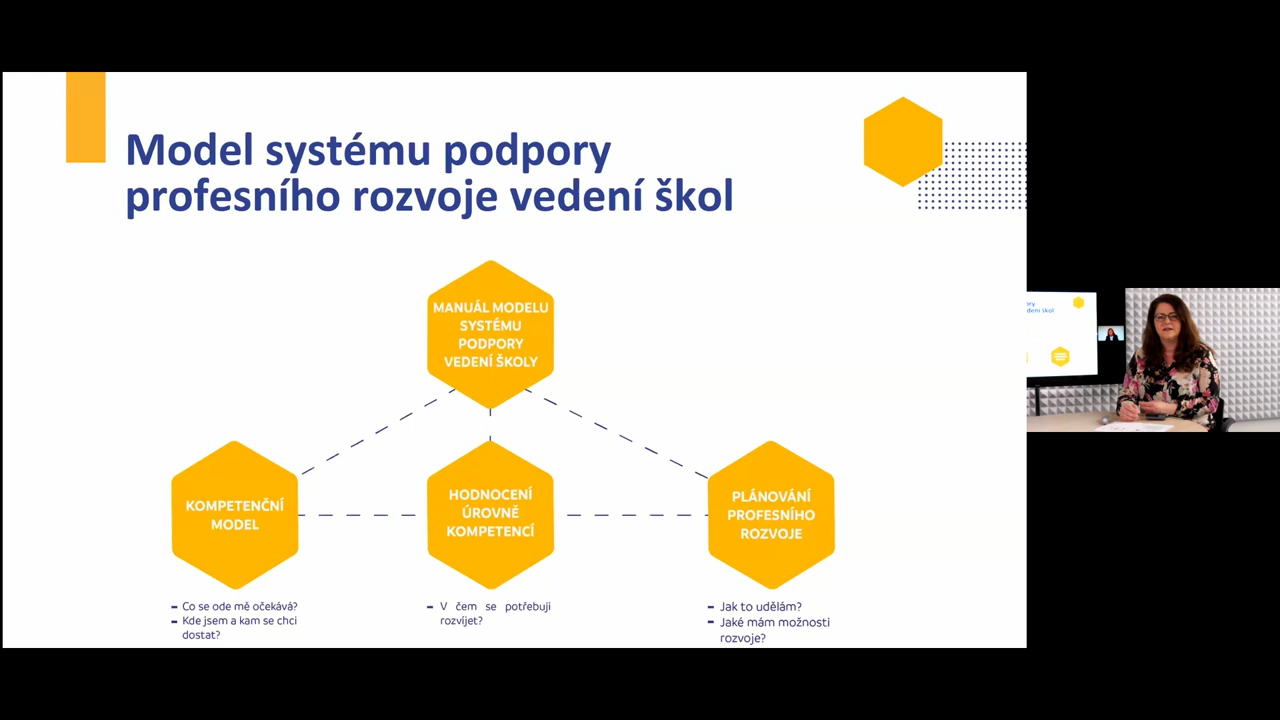 Model systému podpory
profesního rozvoje vedení škol
MANUÁL MODELU
SYSTÉMU
PODPORY
VEDENÍ ŠKOLY
KOMPETENČNÍ
MODEL
HODNOCENÍ
ÚROVNĚ
KOMPETENCÍ
PLÁNOVÁNÍ
PROFESNÍHO
ROZVOJE
- Co se ode mě očekává?
- Kde jsem a kam se chci
dostat?
- V čem se potřebuji
rozvíjet?
- Jak to udělám?
- Jaké mám možnosti
rozvoje?